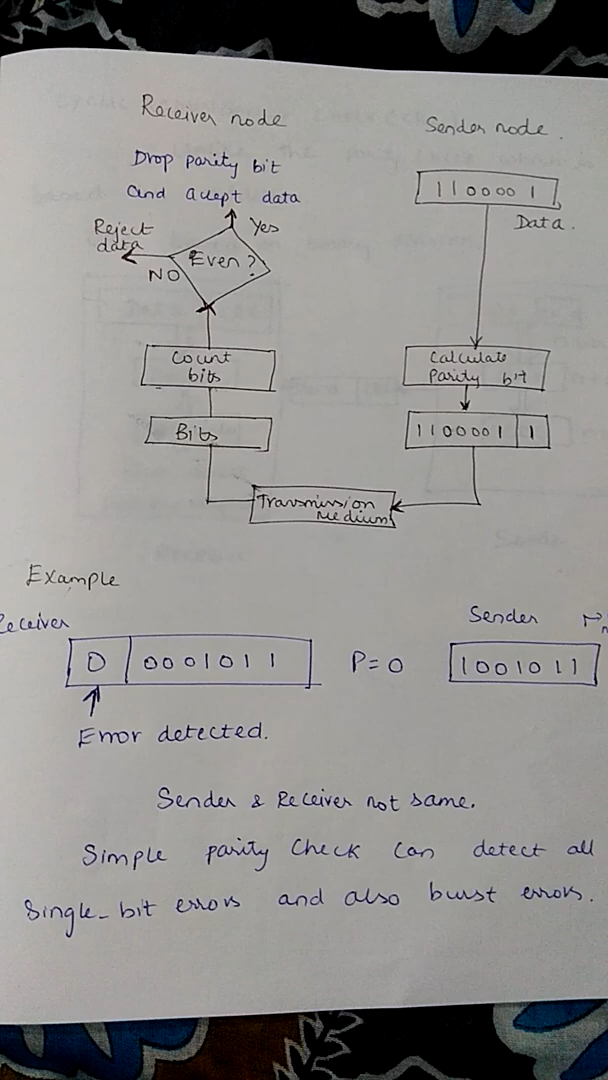 Receiver node
Sender node.
Drop parity bit
and accept data
Yes
Reject
data
NO
Even?
Count
bits
Bits
1100001
Data.
Calculate
Parity bit
1100001 1
Transmission
Medium
Example
Receiver
Sender
0 0001011
P=0
1001011
Error detected.
Sender & Receiver not same.
Simple parity Check can detect all
Single-bit errors and also burst errors.